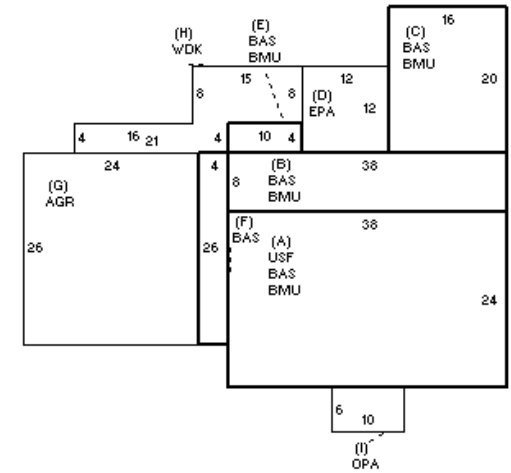 (H)
WDK
(E)
BAS
BMU
16
(C)
BAS
BMU
20
15
8
8
12
(D)
EPA
12
4
16
21
4
10
4
24
4
(B)
BAS
BMU
38
8
(G)
AGR
26
26
(F)
BAS
(A)
USF
BAS
BMU
38
24
6
10
(I)
OPA